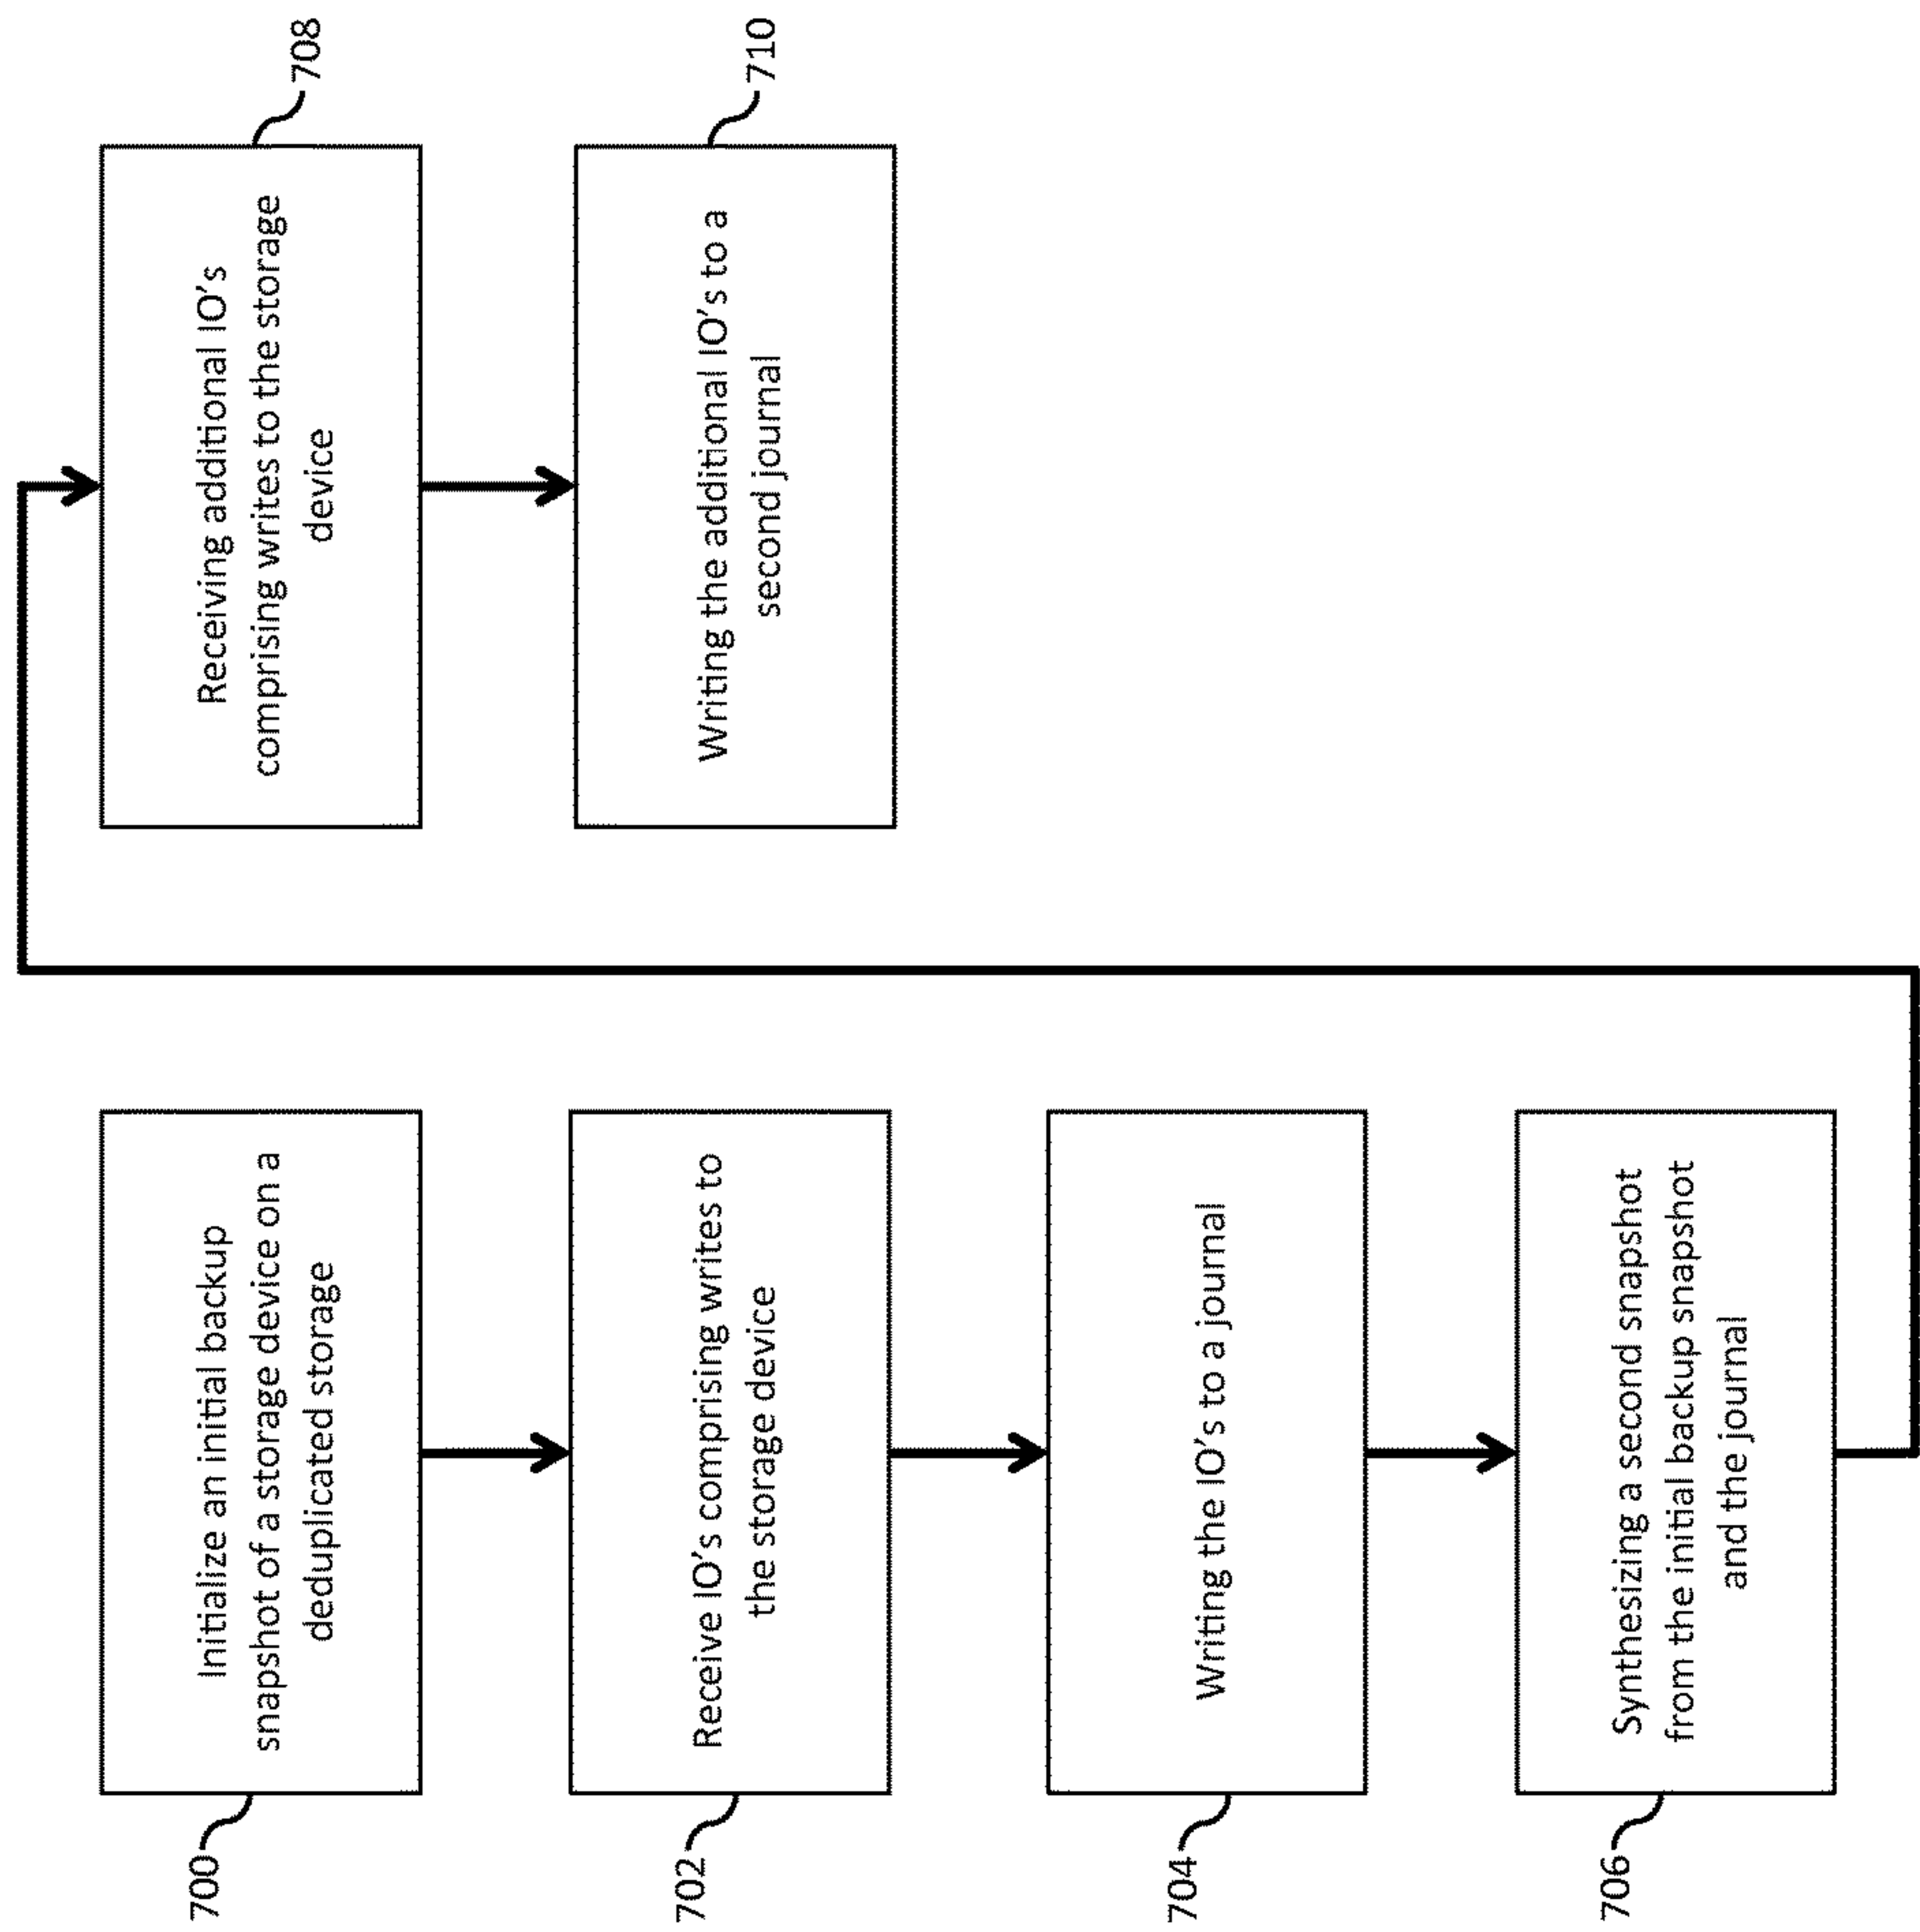 700
Initialize an initial backup
snapshot of a storage device on a
deduplicated storage
702
Receive IO's comprising writes to
the storage device
704
Writing the IO's to a journal
706
Synthesizing a second snapshot
from the initial backup snapshot
and the journal
708
Receiving additional IO's
comprising writes to the storage
device
710
Writing the additional IO's to a
second journal